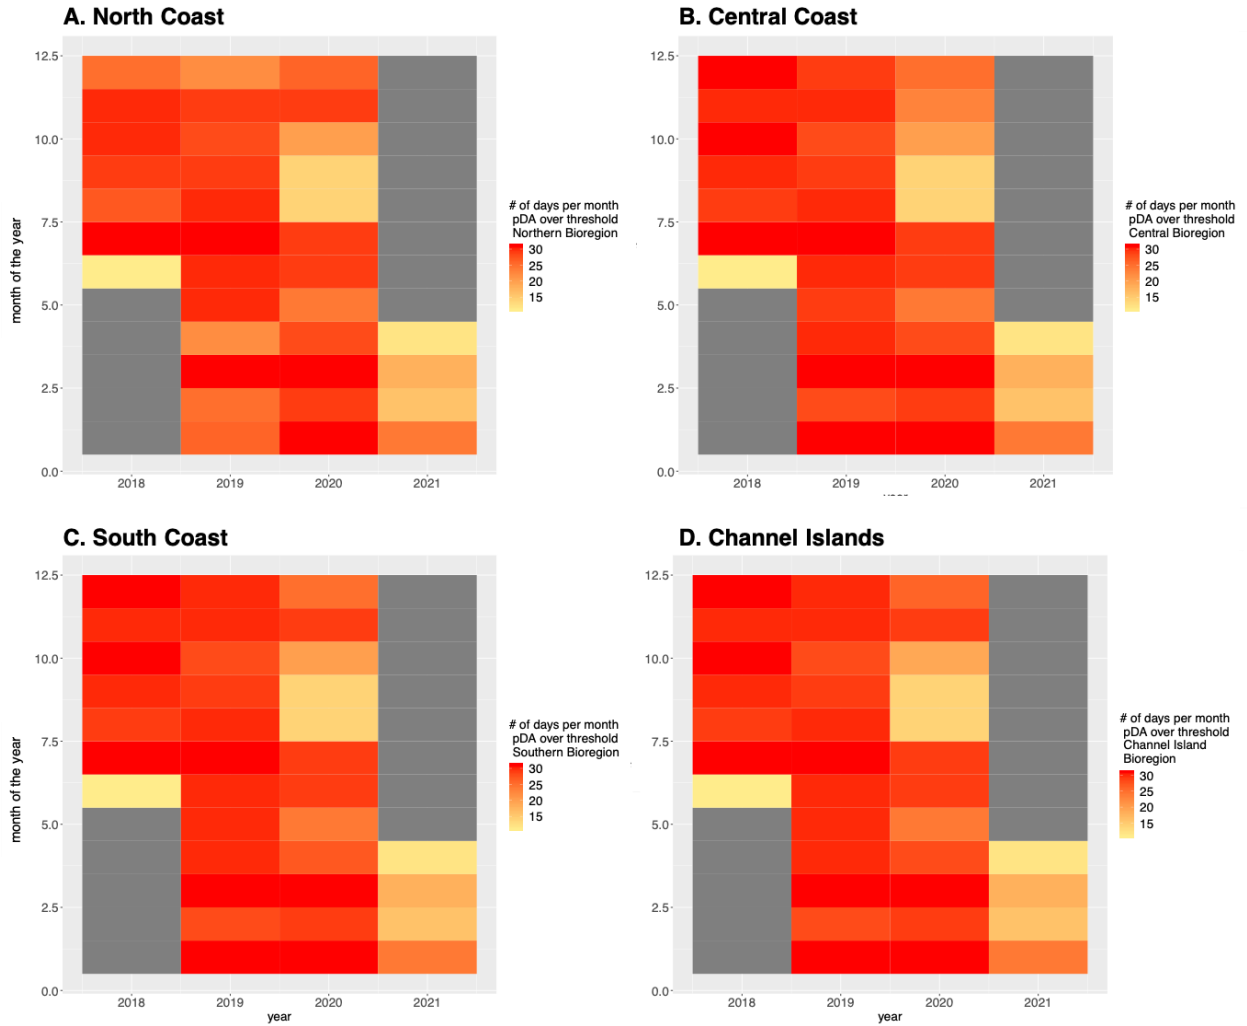 A. North Coast
12.5
10.0
7.5
5.0
2.5
0.0
month of the year
2018 2019 2020 2021
# of days per month
pDA over threshold
Northern Bioregion
30
25
20
15
B. Central Coast
12.5
10.0
7.5
5.0
2.5
0.0
2018 2019 2020 2021
# of days per month
pDA over threshold
Central Bioregion
30
25
20
15
C. South Coast
12.5
10.0
7.5
5.0
2.5
0.0
month of the year
2018 2019 2020 2021
year
# of days per month
pDA over threshold
Southern Bioregion
30
25
20
15
D. Channel Islands
12.5
10.0
7.5
5.0
2.5
0.0
2018 2019 2020 2021
year
# of days per month
pDA over threshold
Channel Island
Bioregion
30
25
20
15